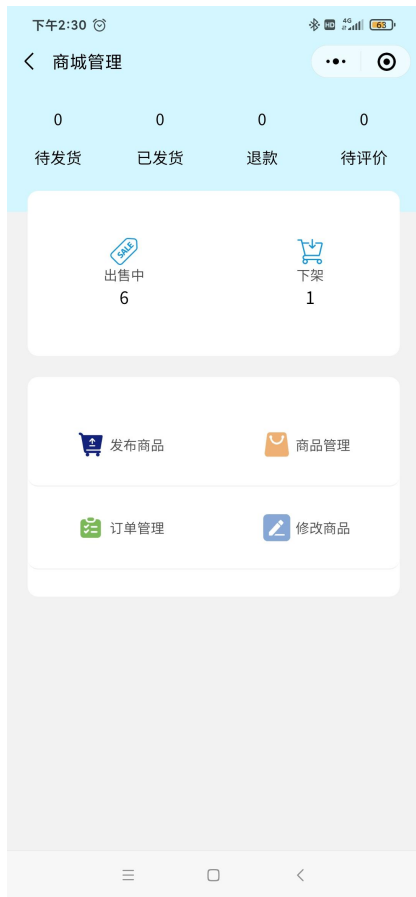 下午2:30
HD 4G 63
商城管理
0 0 0 0
待发货 已发货 退款 待评价
SALE
出售中 下架
6 1
发布商品 商品管理
订单管理 修改商品